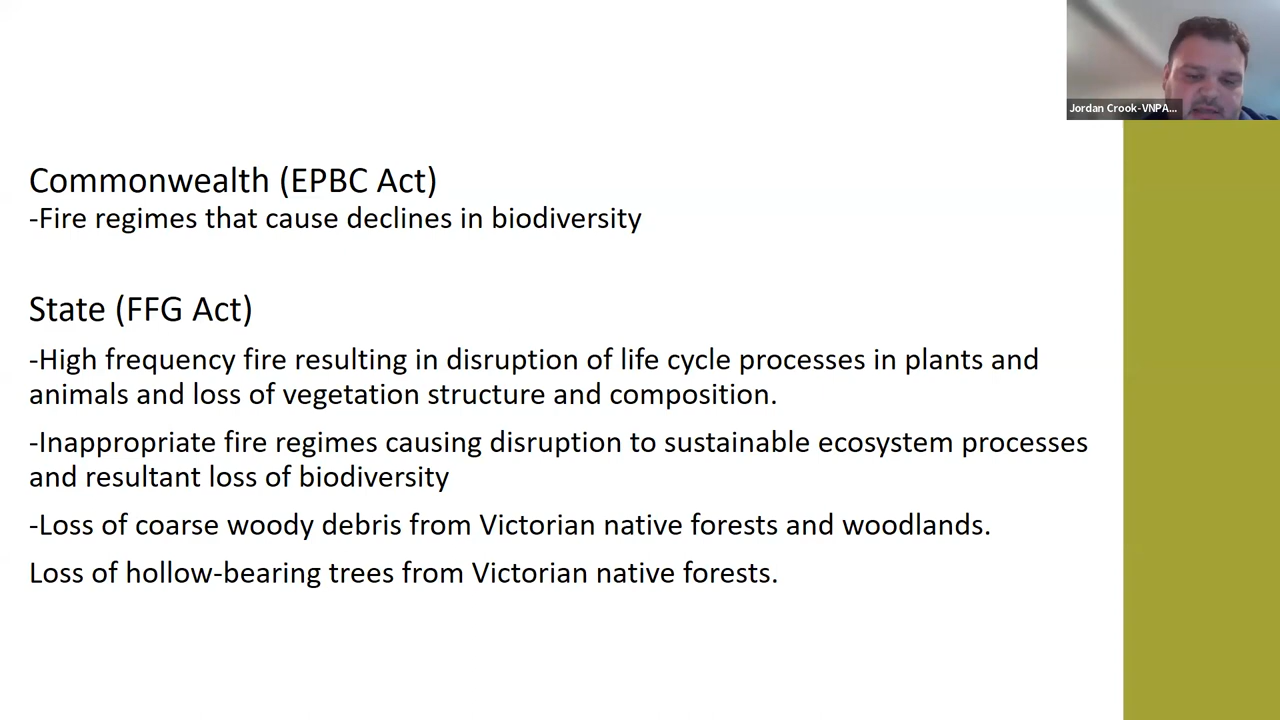 Jordan Crook-VNPA...
Commonwealth (EPBC Act)
-Fire regimes that cause declines in biodiversity
State (FFG Act)
-High frequency fire resulting in disruption of life cycle processes in plants and
animals and loss of vegetation structure and composition.
-Inappropriate fire regimes causing disruption to sustainable ecosystem processes
and resultant loss of biodiversity
-Loss of coarse woody debris from Victorian native forests and woodlands.
Loss of hollow-bearing trees from Victorian native forests.